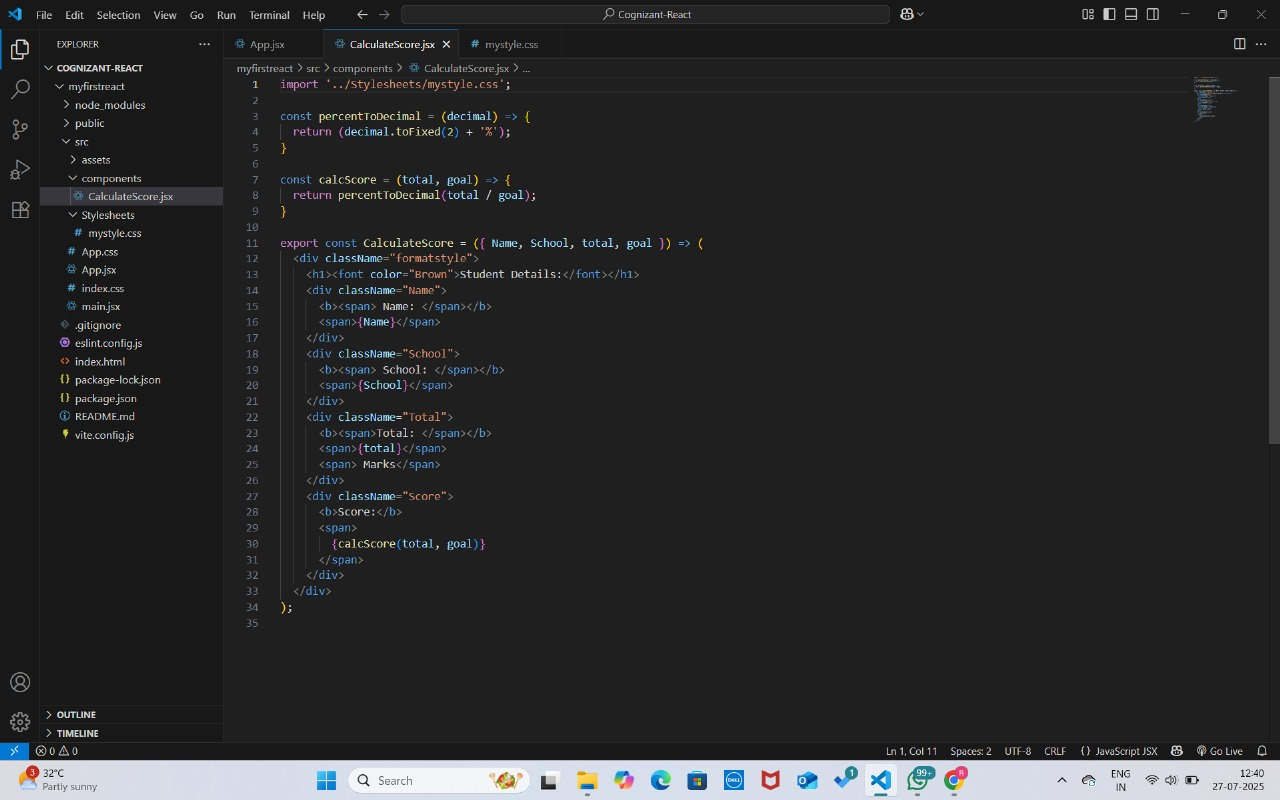 File Edit Selection View Go Run Terminal Help
Cognizant-React
EXPLORER
COGNIZANT-REACT
myfirstreact
node_modules
public
src
assets
components
CalculateScore.jsx
Stylesheets
# mystyle.css
# App.css
App.jsx
# index.css
main.jsx
.gitignore
eslint.config.js
<> index.html
{} package-lock.json
{} package.json
README.md
vite.config.js
OUTLINE
TIMELINE
App.jsx CalculateScore.jsx # mystyle.css
myfirstreact > src > components > CalculateScore.jsx > ...
1 import '../Stylesheets/mystyle.css';
2
3 const percentToDecimal = (decimal) => {
4   return (decimal.toFixed(2) + '%');
5 }
6
7 const calcScore = (total, goal) => {
8   return percentToDecimal(total / goal);
9 }
10
11 export const CalculateScore = ({ Name, School, total, goal }) => (
12   <div className="formatstyle">
13     <h1><font color="Brown">Student Details:</font></h1>
14     <div className="Name">
15       <b><span> Name: </span></b>
16       <span>{Name}</span>
17     </div>
18     <div className="School">
19       <b><span> School: </span></b>
20       <span>{School}</span>
21     </div>
22     <div className="Total">
23       <b><span>Total: </span></b>
24       <span>{total}</span>
25       <span> Marks</span>
26     </div>
27     <div className="Score">
28       <b>Score:</b>
29       <span>
30         {calcScore(total, goal)}
31       </span>
32     </div>
33   </div>
34 );
35
0 0 Ln 1, Col 11 Spaces: 2 UTF-8 CRLF {} JavaScript JSX Go Live
3 32°C
Partly sunny
Search
DELL
1
99+
R
ENG
IN
12:40
27-07-2025